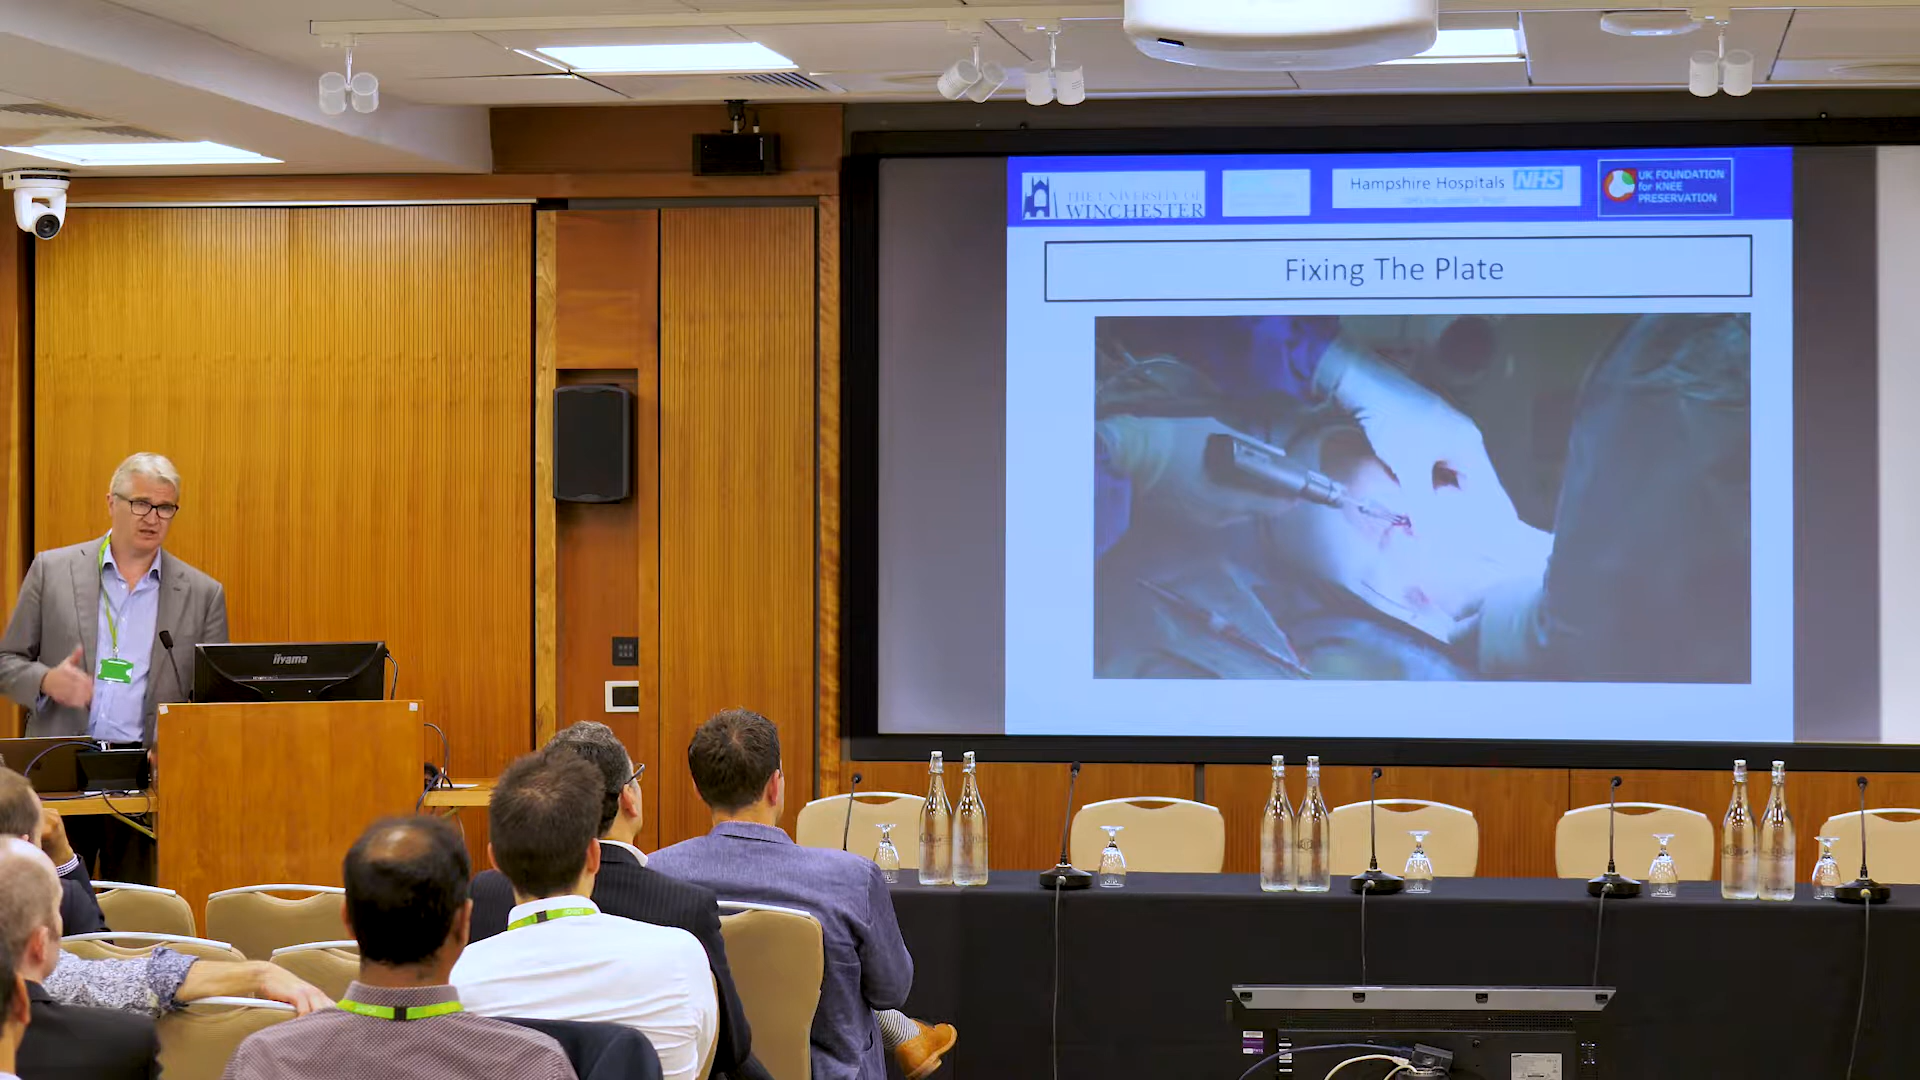 THE UNIVERSITY OF
WINCHESTER
Hampshire Hospitals NHS
UK FOUNDATION
for KNEE
PRESERVATION
Fixing The Plate
iiyama